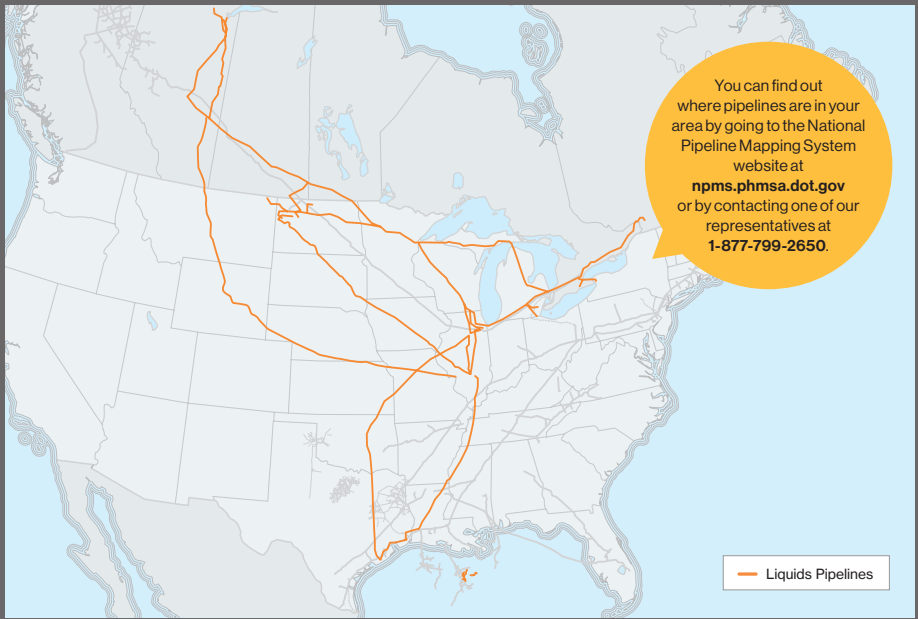 You can find out
where pipelines are in your
area by going to the National
Pipeline Mapping System
website at
npms.phmsa.dot.gov
or by contacting one of our
representatives at
1-877-799-2650.
Liquids Pipelines